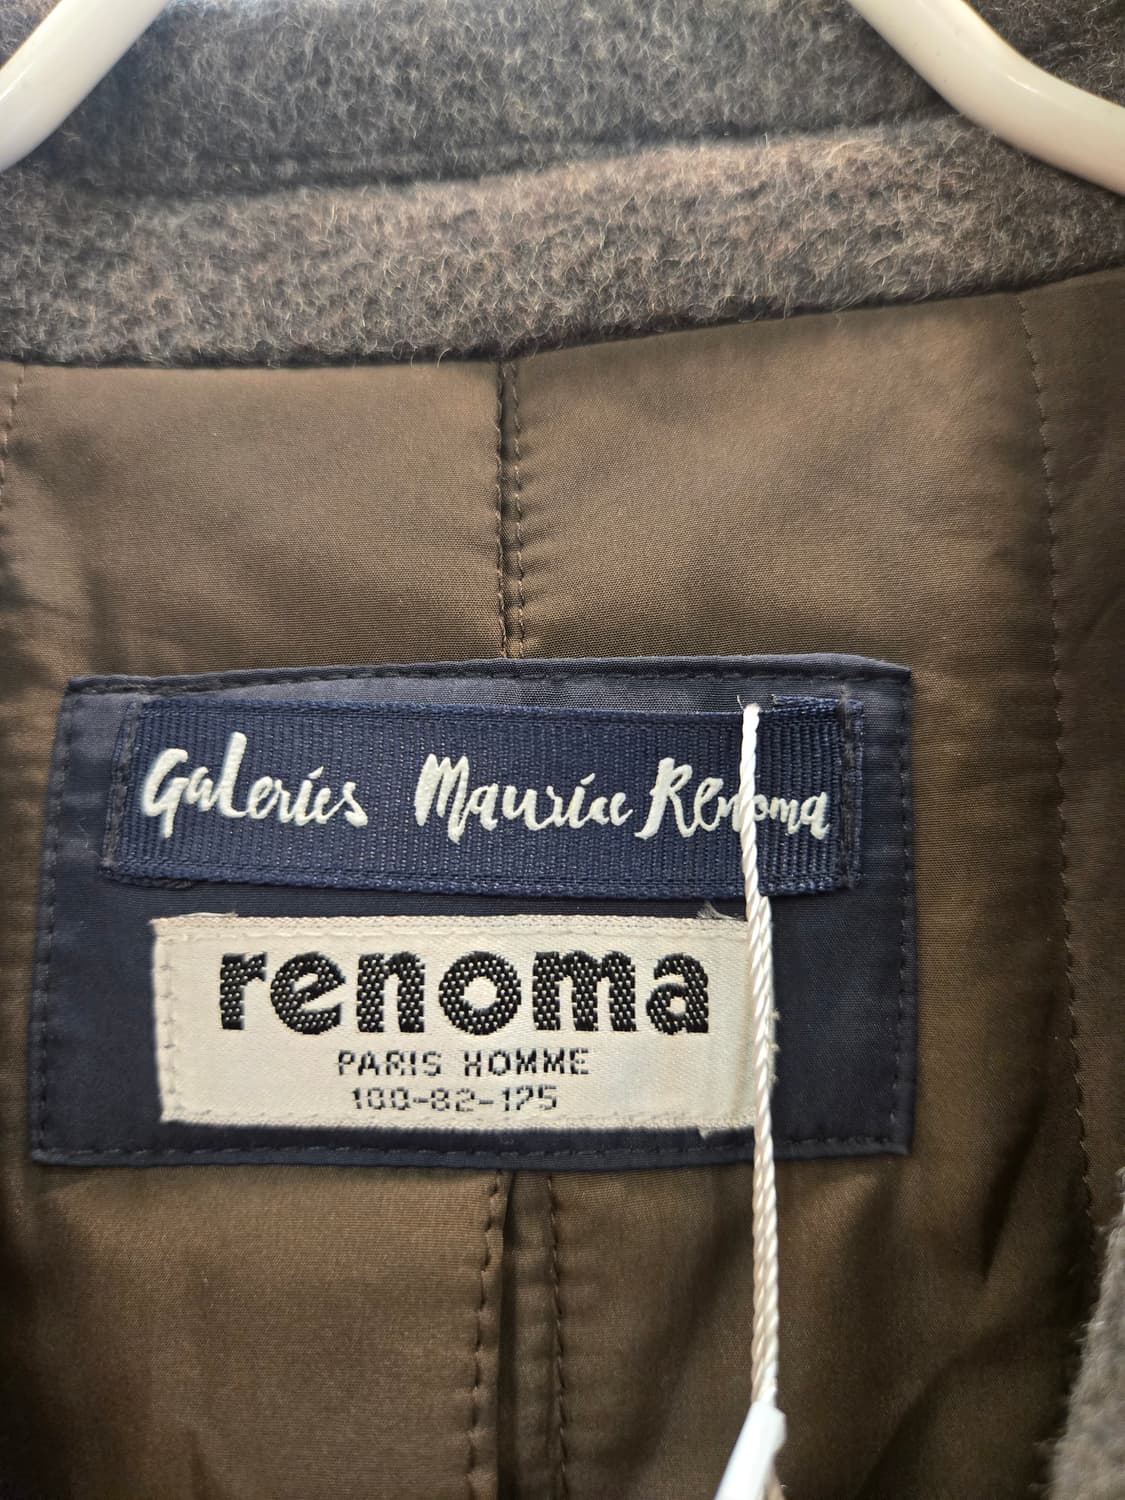 Galeries Maurice Renoma
renoma
PARIS HOMME
100-82-175